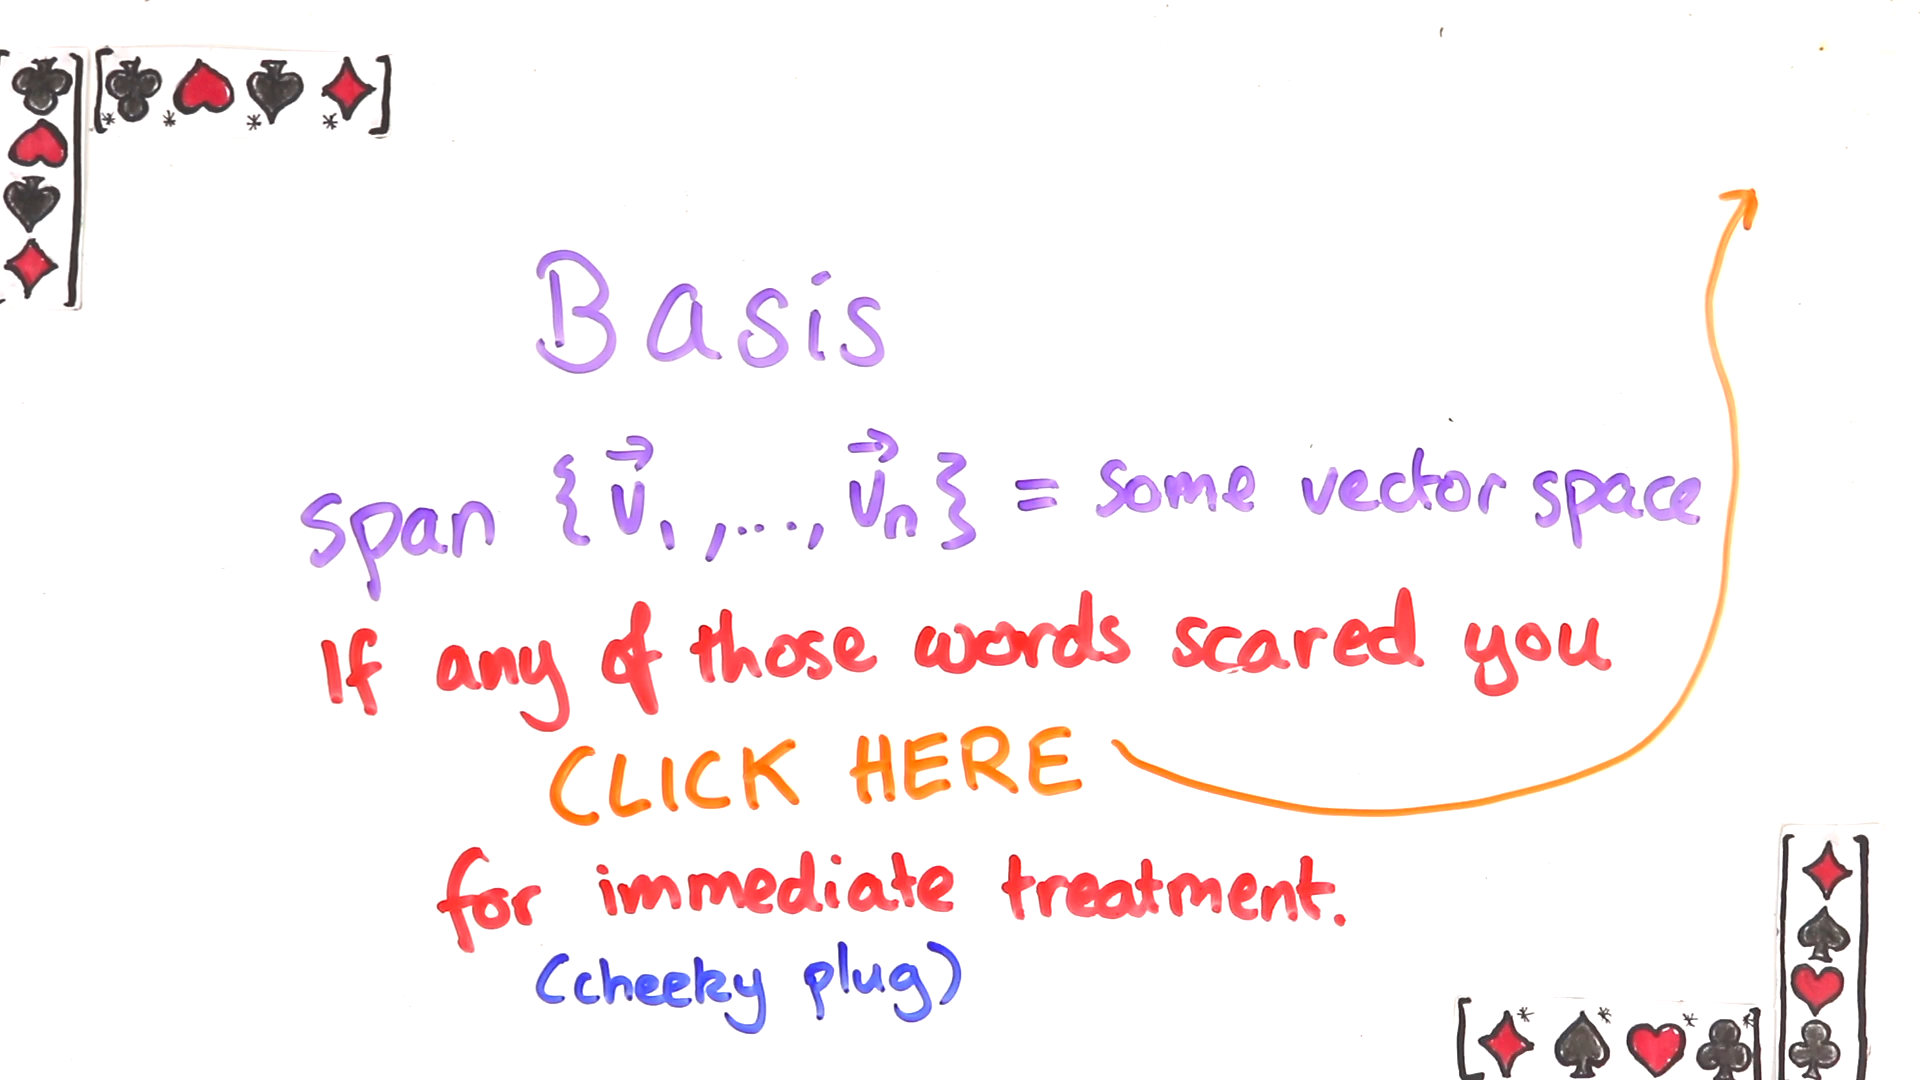 Basis
span {v⃗₁,...,v⃗ₙ} = some vector space
If any of those words scared you
CLICK HERE
for immediate treatment.
(cheeky plug)